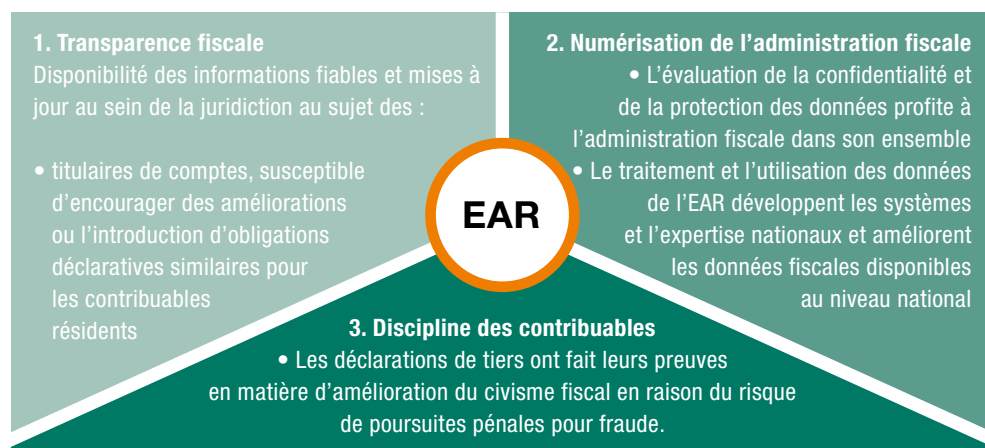 1. Transparence fiscale
Disponibilité des informations fiables et mises à
jour au sein de la juridiction au sujet des :
• titulaires de comptes, susceptible
d’encourager des améliorations
ou l’introduction d’obligations
déclaratives similaires pour
les contribuables
résidents
2. Numérisation de l’administration fiscale
• L’évaluation de la confidentialité et
de la protection des données profite à
l’administration fiscale dans son ensemble
• Le traitement et l’utilisation des données
de l’EAR développent les systèmes
et l’expertise nationaux et améliorent
les données fiscales disponibles
au niveau national
EAR
3. Discipline des contribuables
• Les déclarations de tiers ont fait leurs preuves
en matière d’amélioration du civisme fiscal en raison du risque
de poursuites pénales pour fraude.